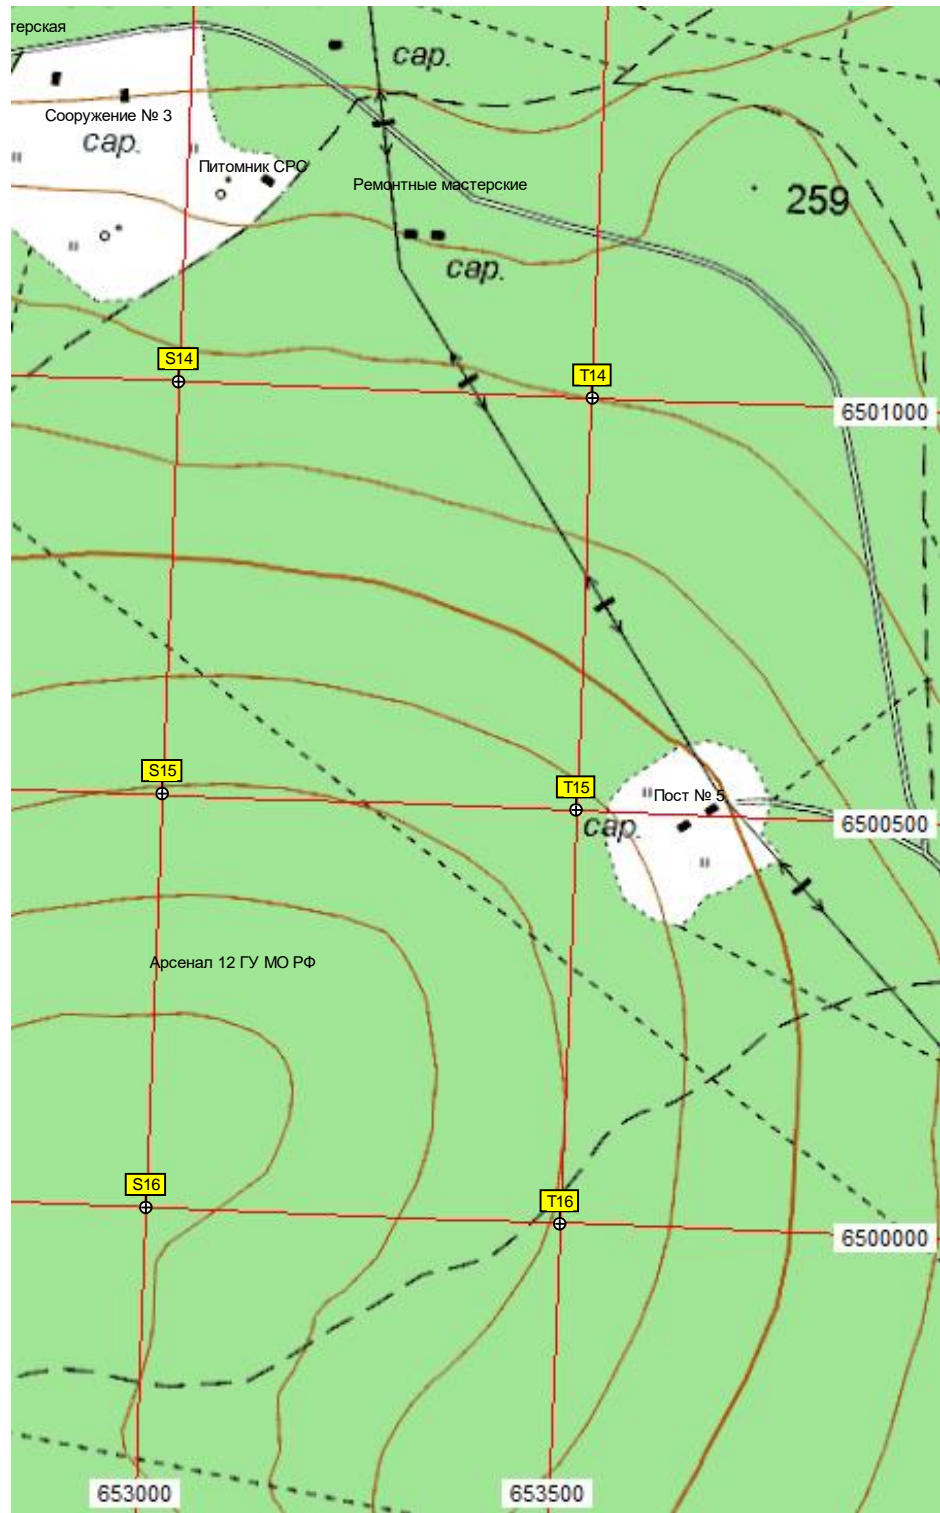 терская
сар.
Сооружение № 3
сар.
Питомник СРС
Ремонтные мастерские
259
сар.
S14
T14
6501000
S15
T15
Пост № 5
сар.
6500500
Арсенал 12 ГУ МО РФ
S16
T16
6500000
653000
653500